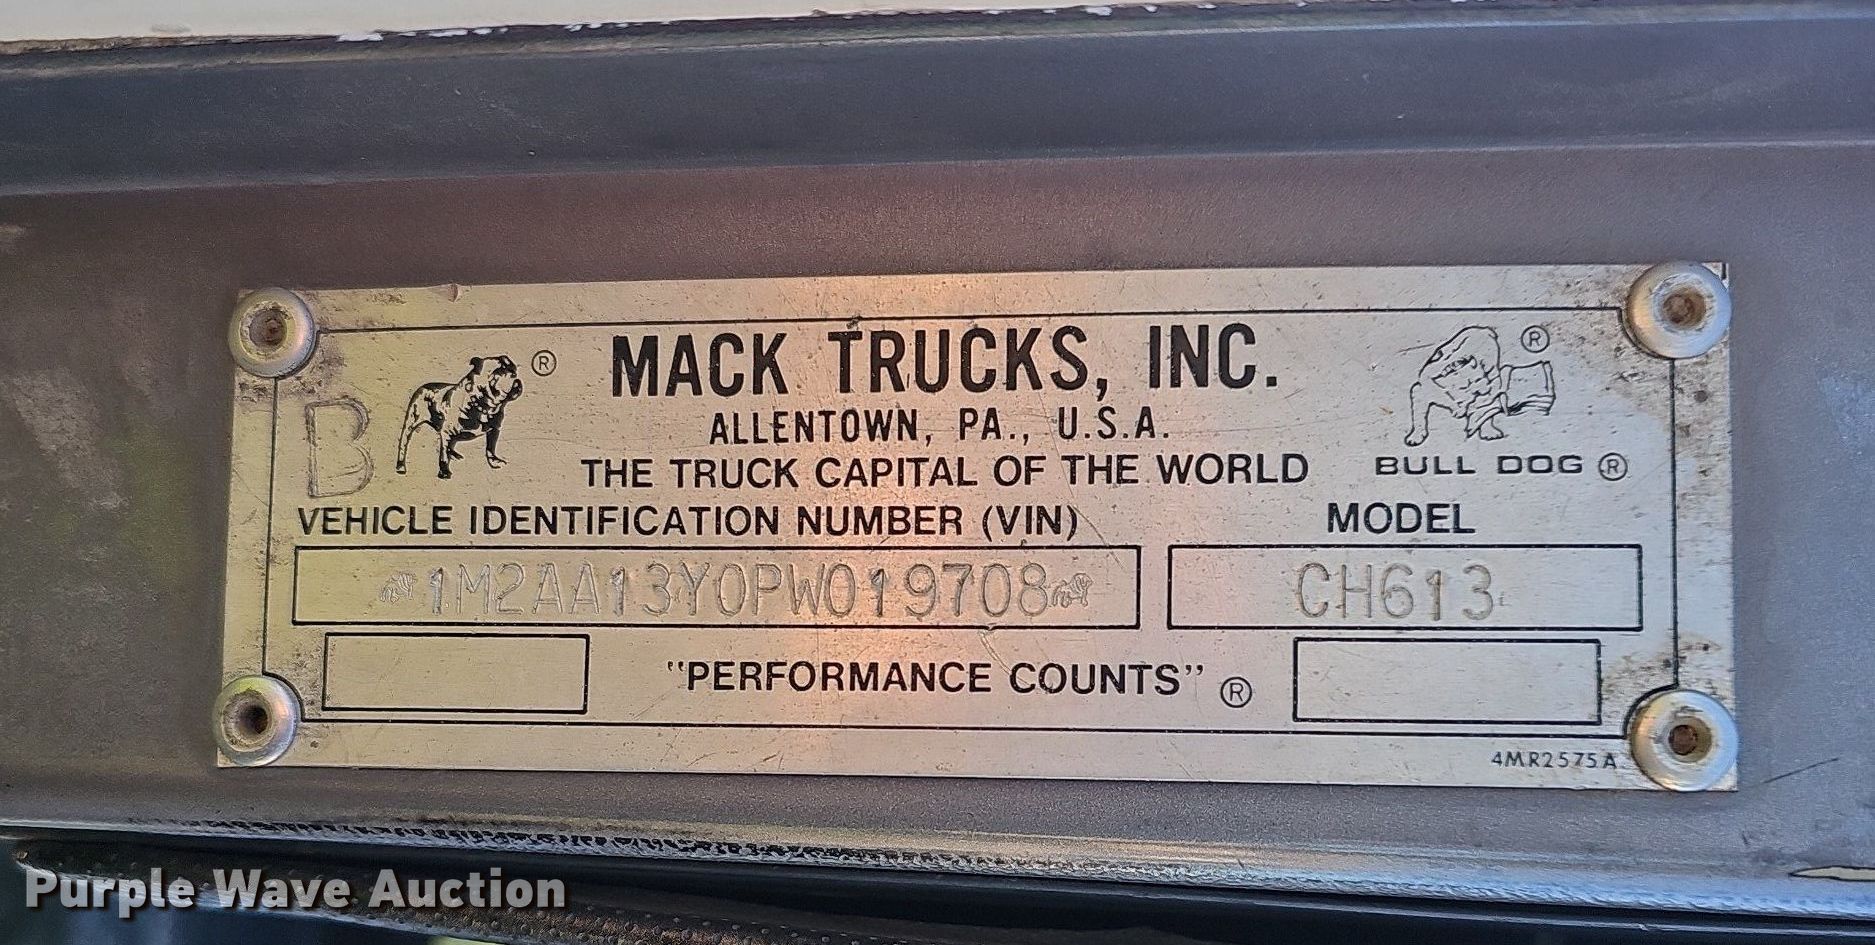 MACK TRUCKS, INC.
ALLENTOWN, PA., U.S.A.
THE TRUCK CAPITAL OF THE WORLD
B
®
®
BULL DOG ®
VEHICLE IDENTIFICATION NUMBER (VIN)
MODEL
1M2AA13Y0PW019708
CH613
"PERFORMANCE COUNTS" ®
4MR2575A
Purple Wave Auction